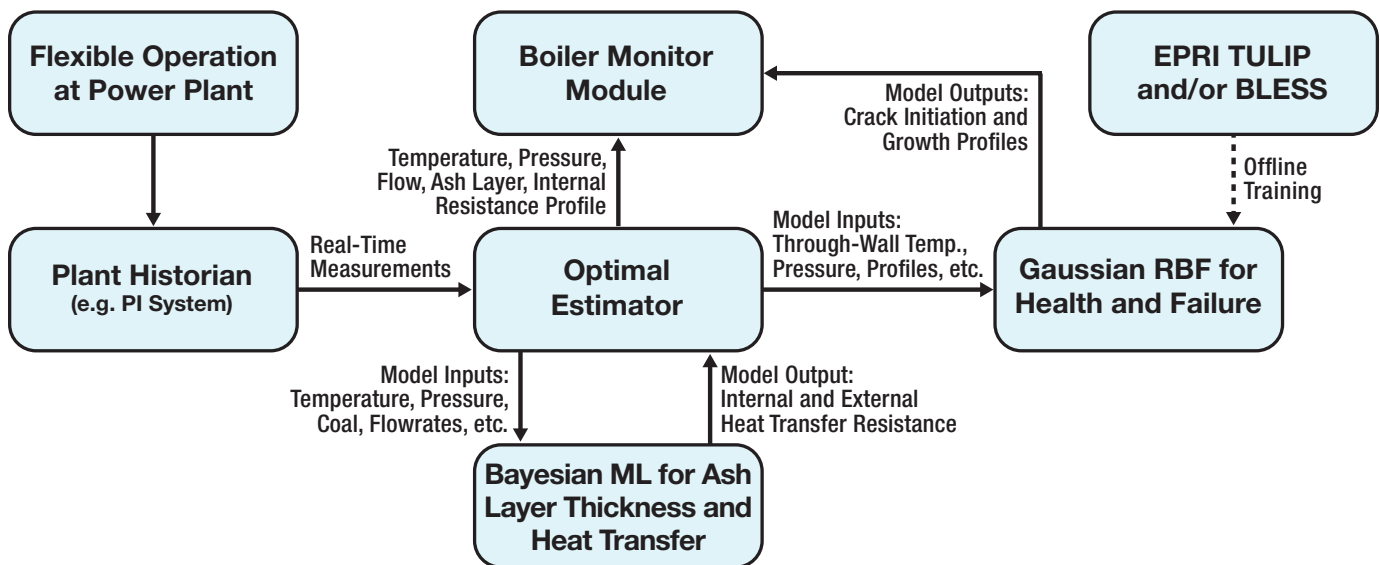 Flexible Operation
at Power Plant
Boiler Monitor
Module
EPRI TULIP
and/or BLESS
Model Outputs:
Crack Initiation and
Growth Profiles
Temperature, Pressure,
Flow, Ash Layer, Internal
Resistance Profile
Offline
Training
Plant Historian
(e.g. PI System)
Real-Time
Measurements
Optimal
Estimator
Model Inputs:
Through-Wall Temp.,
Pressure, Profiles, etc.
Gaussian RBF for
Health and Failure
Model Inputs:
Temperature, Pressure,
Coal, Flowrates, etc.
Model Output:
Internal and External
Heat Transfer Resistance
Bayesian ML for Ash
Layer Thickness and
Heat Transfer